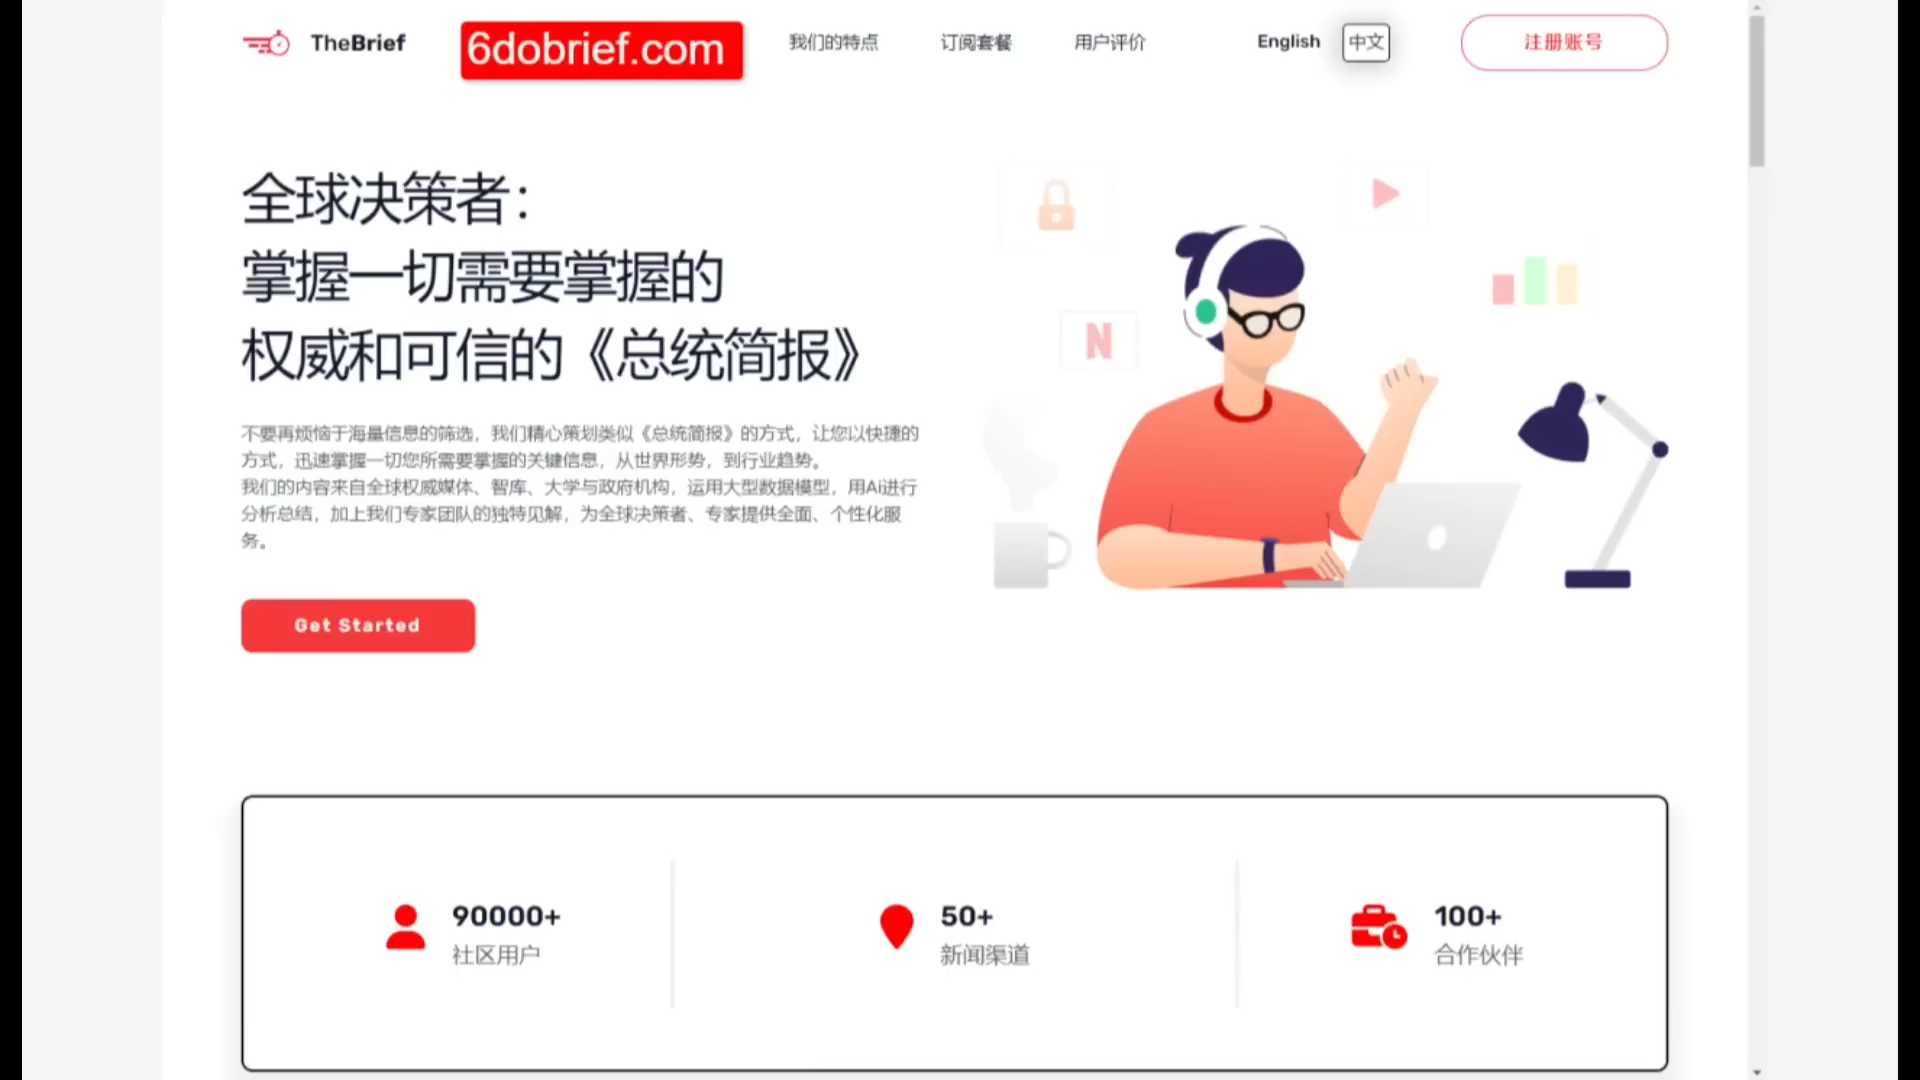 TheBrief
6dobrief.com
我们的特点
订阅套餐
用户评价
English
中文
注册账号
全球决策者：
掌握一切需要掌握的
权威和可信的《总统简报》
不要再烦恼于海量信息的筛选，我们精心策划类似《总统简报》的方式，让您以快捷的
方式，迅速掌握一切您所需要掌握的关键信息，从世界形势，到行业趋势。
我们的内容来自全球权威媒体、智库、大学与政府机构，运用大型数据模型，用Ai进行
分析总结，加上我们专家团队的独特见解，为全球决策者、专家提供全面、个性化服
务。
Get Started
N
90000+
社区用户
50+
新闻渠道
100+
合作伙伴